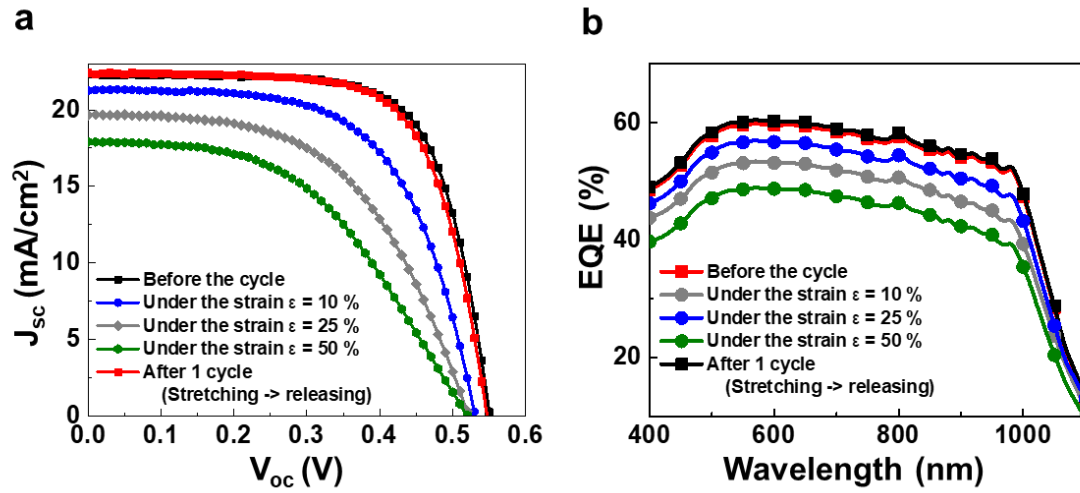 a
J_sc (mA/cm²)
20
15
10
5
0
0.0 0.1 0.2 0.3 0.4 0.5 0.6
V_oc (V)
Before the cycle
Under the strain ε = 10 %
Under the strain ε = 25 %
Under the strain ε = 50 %
After 1 cycle
(Stretching -> releasing)
b
EQE (%)
60
40
20
400 600 800 1000
Wavelength (nm)
Before the cycle
Under the strain ε = 10 %
Under the strain ε = 25 %
Under the strain ε = 50 %
After 1 cycle
(Stretching -> releasing)